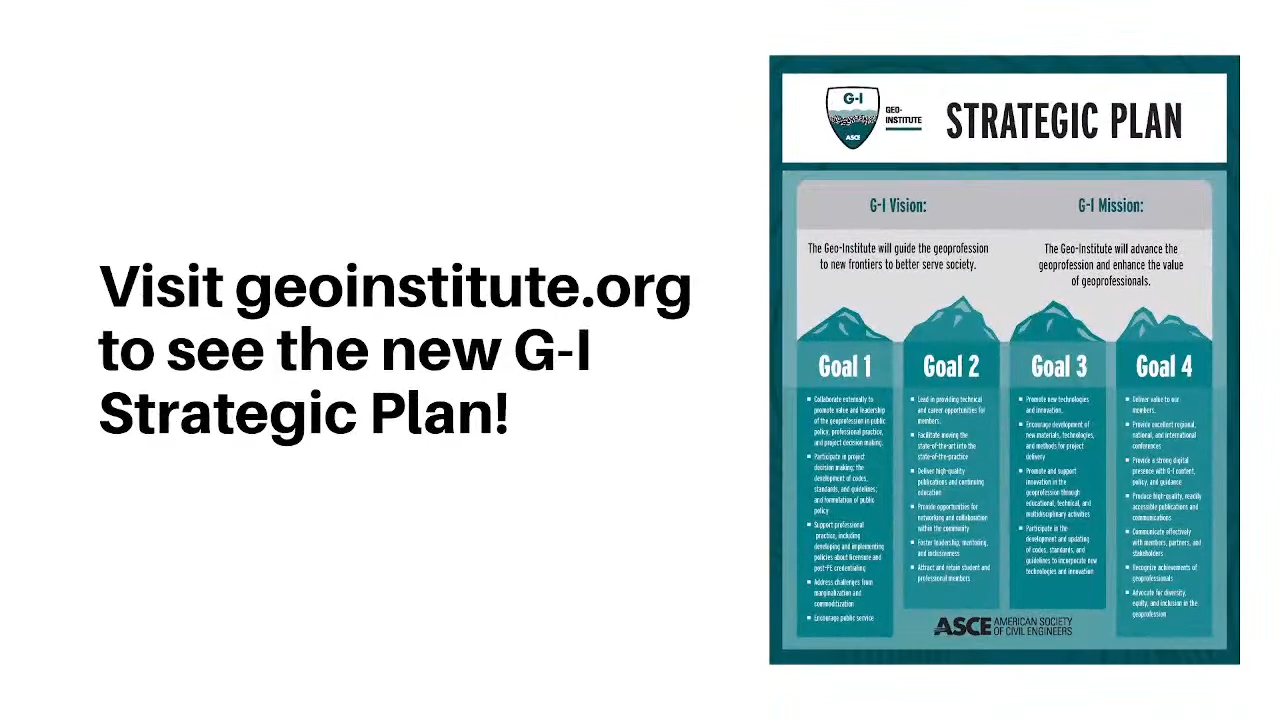 Visit geoinstitute.org
to see the new G-I
Strategic Plan!
G-I
ASCE
GEO-
INSTITUTE
STRATEGIC PLAN
G-I Vision:
The Geo-Institute will guide the geoprofession
to new frontiers to better serve society.
G-I Mission:
The Geo-Institute will advance the
geoprofession and enhance the value
of geoprofessionals.
Goal 1
Collaborate externally to
promote value and leadership
of the geoprofession in public
policy, professional practice,
and project decision making.
Participate in project
decision making; the
development of codes,
standards, and guidelines;
and formulation of public
policy
Support professional
practice, including
developing and implementing
policies about licensure and
post-PE credentialing
Address challenges from
marginalization and
commoditization
Encourage public service
Goal 2
Lead in providing technical
and career opportunities for
members.
Facilitate moving the
state-of-the-art into the
state-of-the-practice
Deliver high-quality
publications and continuing
education
Provide opportunities for
networking and collaboration
within the community
Foster leadership, mentoring,
and inclusiveness
Attract and retain student and
professional members
Goal 3
Promote new technologies
and innovation.
Encourage development of
new materials, technologies,
and methods for project
delivery
Promote and support
innovation in the
geoprofession through
educational, technical, and
multidisciplinary activities
Participate in the
development and updating
of codes, standards, and
guidelines to incorporate new
technologies and innovation
Goal 4
Deliver value to our
members.
Provide excellent regional,
national, and international
conferences
Provide a strong digital
presence with G-I content,
policy, and guidance
Produce high-quality, readily
accessible publications and
communications
Communicate effectively
with members, partners, and
stakeholders
Recognize achievements of
geoprofessionals
Advocate for diversity,
equity, and inclusion in the
geoprofession
ASCE AMERICAN SOCIETY
OF CIVIL ENGINEERS